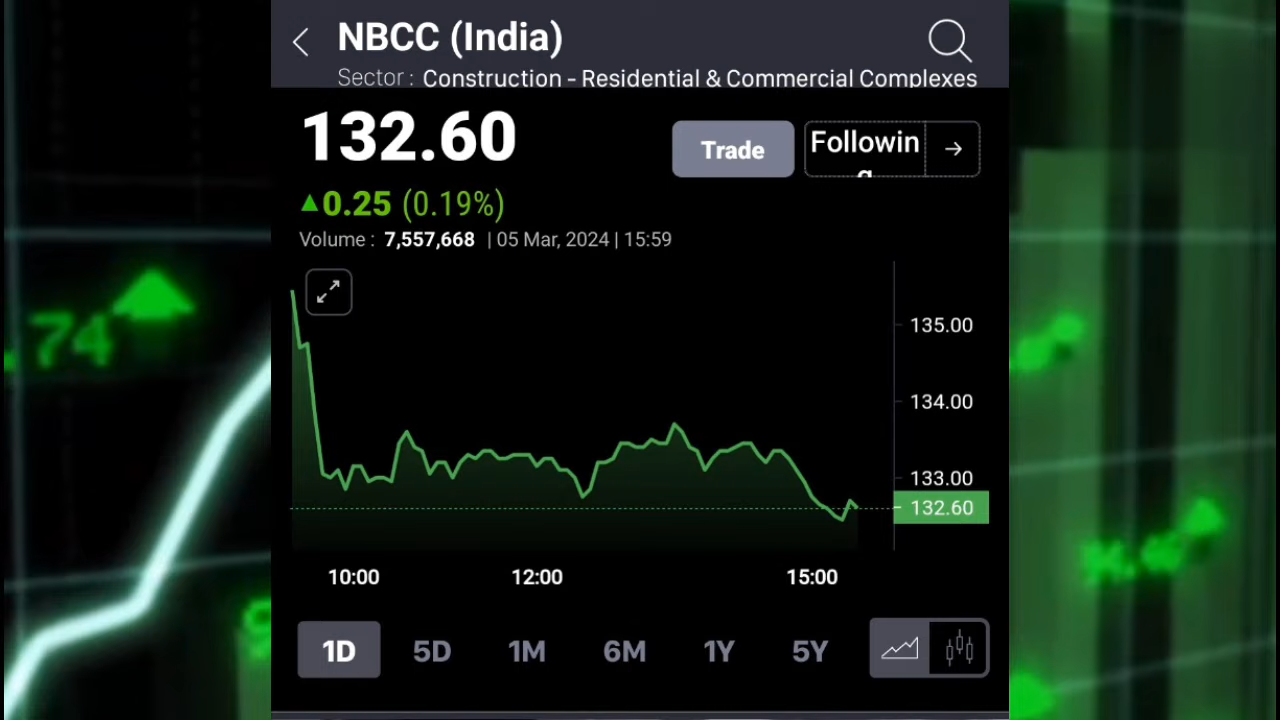 NBCC (India)
Sector : Construction - Residential & Commercial Complexes
132.60
Trade
Followin
▲0.25 (0.19%)
Volume : 7,557,668 | 05 Mar, 2024 | 15:59
135.00
134.00
133.00
132.60
10:00 12:00 15:00
1D 5D 1M 6M 1Y 5Y
74